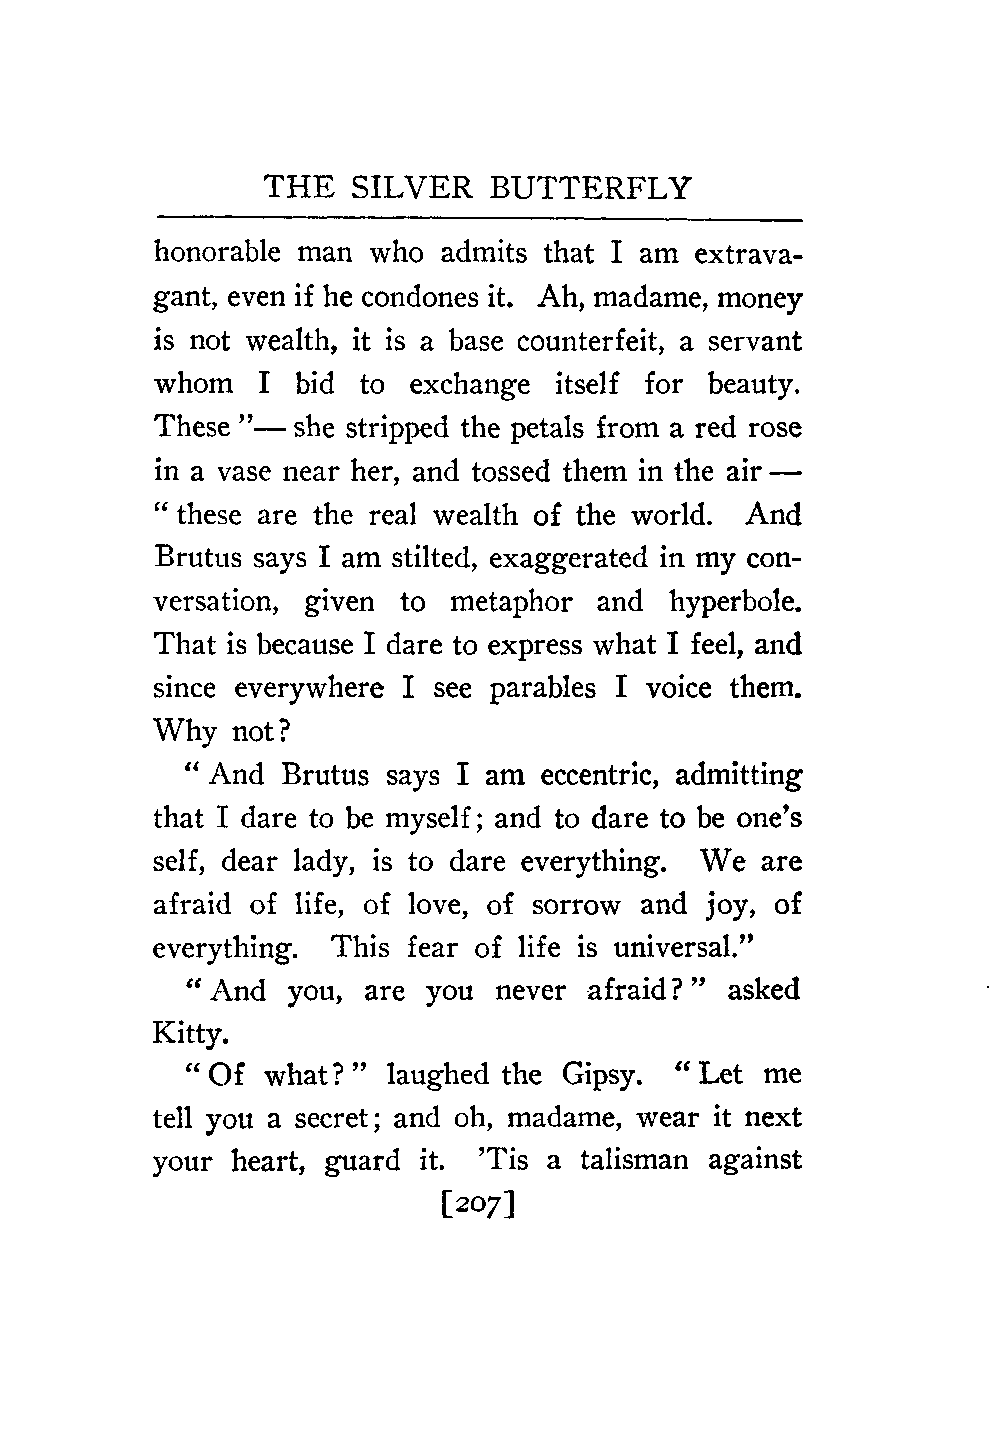 THE SILVER BUTTERFLY
honorable man who admits that I am extrava-
gant, even if he condones it. Ah, madame, money
is not wealth, it is a base counterfeit, a servant
whom I bid to exchange itself for beauty.
These "— she stripped the petals from a red rose
in a vase near her, and tossed them in the air —
" these are the real wealth of the world. And
Brutus says I am stilted, exaggerated in my con-
versation, given to metaphor and hyperbole.
That is because I dare to express what I feel, and
since everywhere I see parables I voice them.
Why not?
" And Brutus says I am eccentric, admitting
that I dare to be myself; and to dare to be one's
self, dear lady, is to dare everything. We are
afraid of life, of love, of sorrow and joy, of
everything. This fear of life is universal."
" And you, are you never afraid? " asked
Kitty.
" Of what? " laughed the Gipsy. " Let me
tell you a secret; and oh, madame, wear it next
your heart, guard it. 'Tis a talisman against
[207]